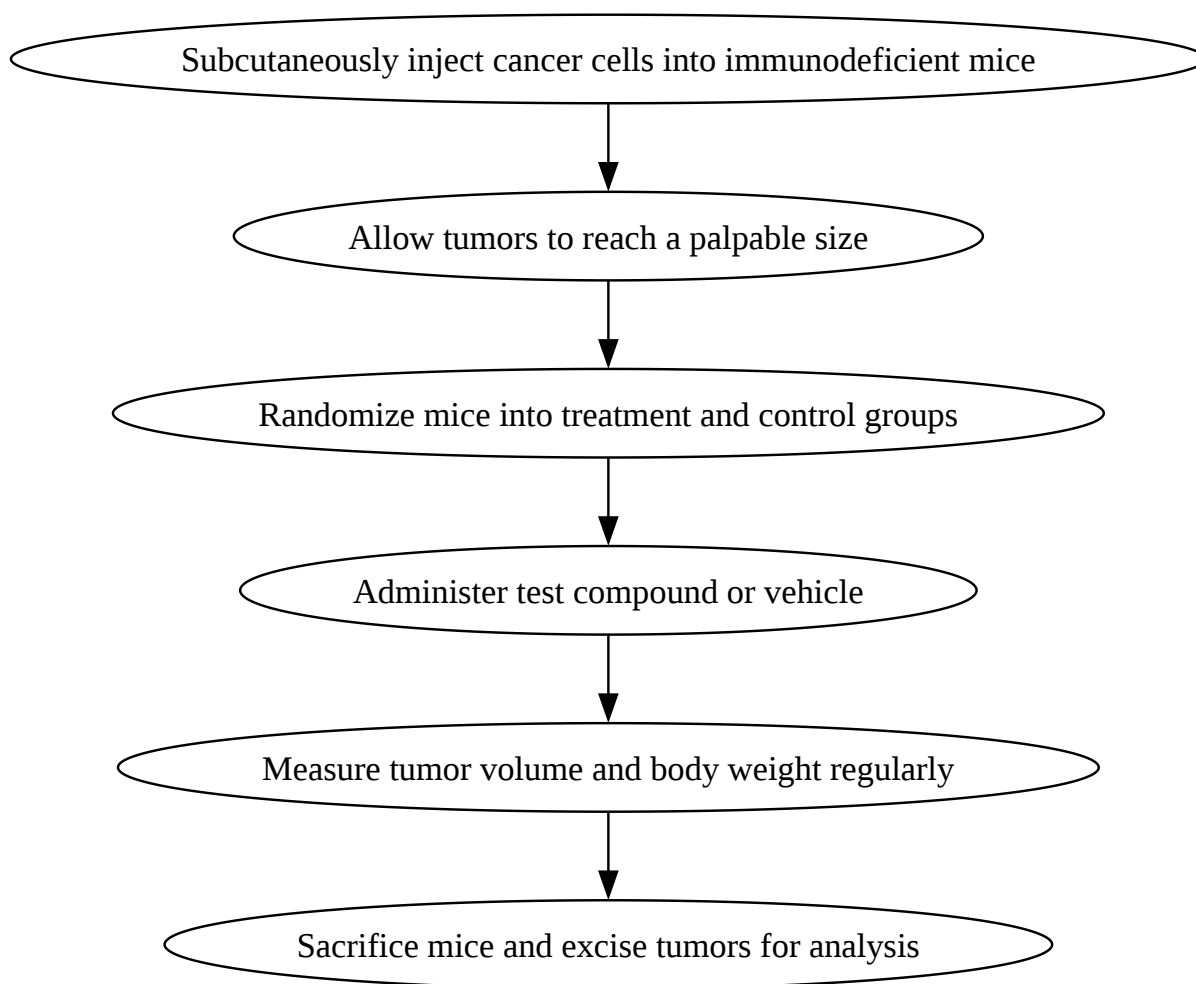 Subcutaneously inject cancer cells into immunodeficient mice
Allow tumors to reach a palpable size
Randomize mice into treatment and control groups
Administer test compound or vehicle
Measure tumor volume and body weight regularly
Sacrifice mice and excise tumors for analysis